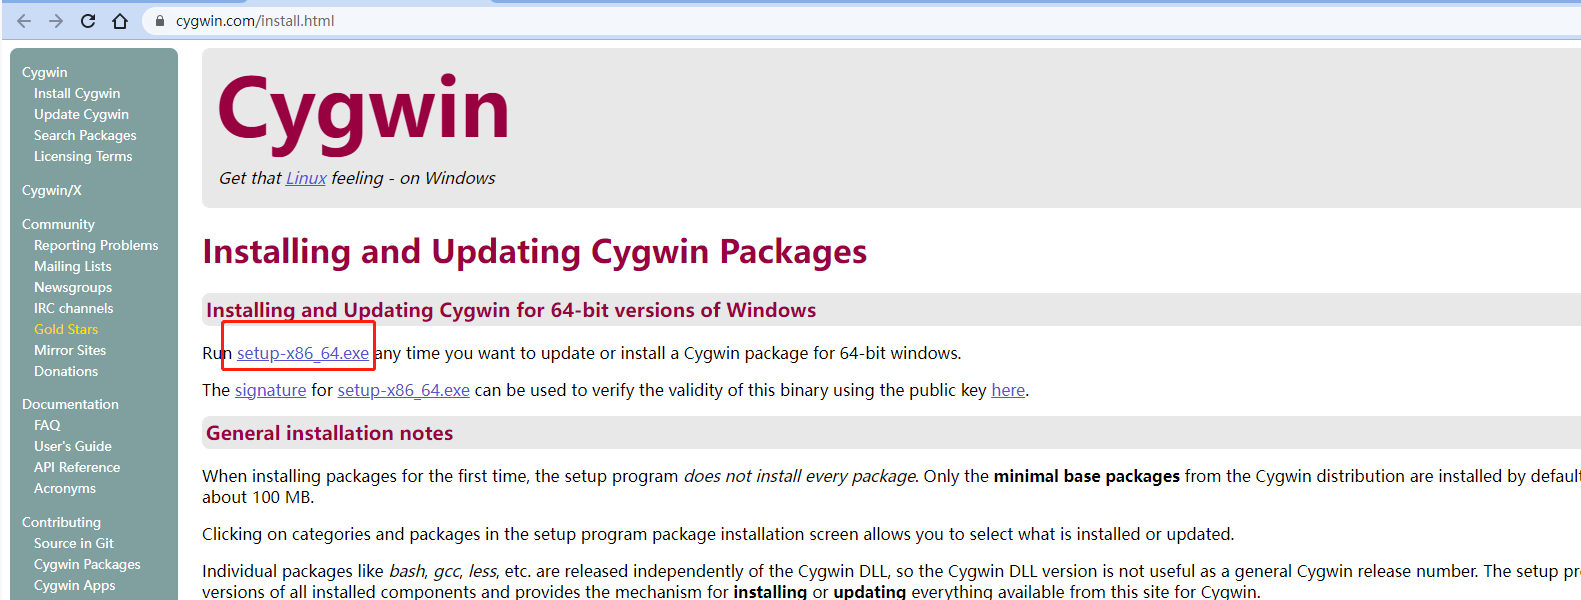 cygwin.com/install.html
Cygwin
Install Cygwin
Update Cygwin
Search Packages
Licensing Terms
Cygwin/X
Community
Reporting Problems
Mailing Lists
Newsgroups
IRC channels
Gold Stars
Mirror Sites
Donations
Documentation
FAQ
User's Guide
API Reference
Acronyms
Contributing
Source in Git
Cygwin Packages
Cygwin Apps
Cygwin
Get that Linux feeling - on Windows
Installing and Updating Cygwin Packages
Installing and Updating Cygwin for 64-bit versions of Windows
Run setup-x86_64.exe any time you want to update or install a Cygwin package for 64-bit windows.
The signature for setup-x86_64.exe can be used to verify the validity of this binary using the public key here.
General installation notes
When installing packages for the first time, the setup program does not install every package. Only the minimal base packages from the Cygwin distribution are installed by default
about 100 MB.
Clicking on categories and packages in the setup program package installation screen allows you to select what is installed or updated.
Individual packages like bash, gcc, less, etc. are released independently of the Cygwin DLL, so the Cygwin DLL version is not useful as a general Cygwin release number. The setup pr
versions of all installed components and provides the mechanism for installing or updating everything available from this site for Cygwin.